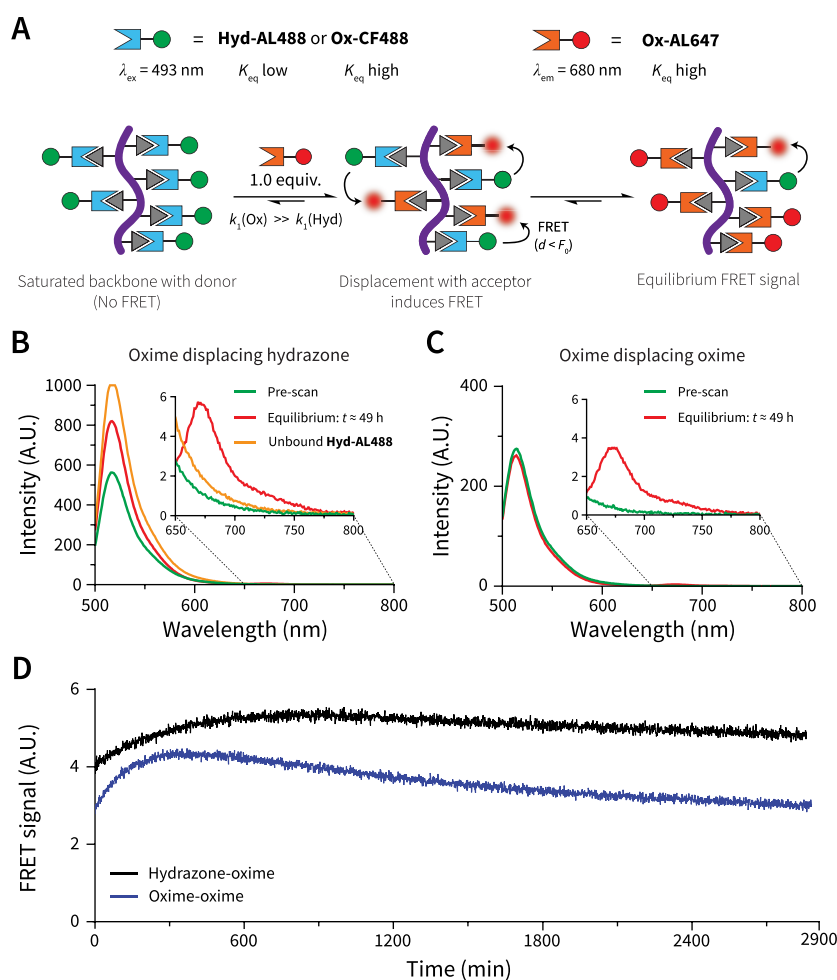 A
= Hyd-AL488 or Ox-CF488
λex = 493 nm Keq low Keq high
= Ox-AL647
λem = 680 nm Keq high
1.0 equiv.
k1(Ox) >> k1(Hyd)
FRET
(d < F0)
Saturated backbone with donor
(No FRET)
Displacement with acceptor
induces FRET
Equilibrium FRET signal
B
Oxime displacing hydrazone
Pre-scan
Equilibrium: t ≈ 49 h
Unbound Hyd-AL488
Intensity (A.U.)
1000
800
600
400
200
0
6
4
2
0
650 700 750 800
500 600 700 800
Wavelength (nm)
C
Oxime displacing oxime
Pre-scan
Equilibrium: t ≈ 49 h
Intensity (A.U.)
400
200
0
6
4
2
0
650 700 750 800
500 600 700 800
Wavelength (nm)
D
FRET signal (A.U.)
6
4
2
0
Hydrazone-oxime
Oxime-oxime
0 600 1200 1800 2400 2900
Time (min)